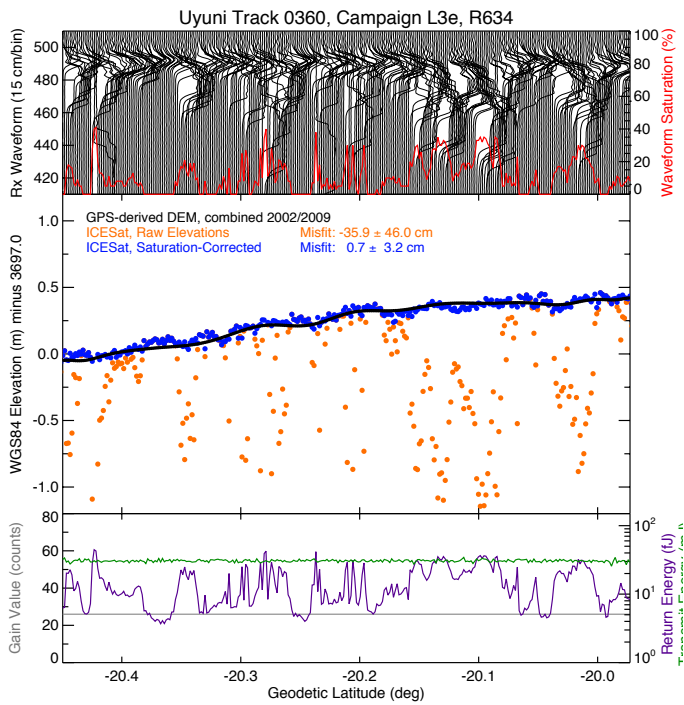 Uyuni Track 0360, Campaign L3e, R634
Rx Waveform (15 cm/bin)
510
480
460
440
420
100
80
60
40
20
0
Waveform Saturation (%)
WGS84 Elevation (m) minus 3697.0
1.0
0.5
0.0
-0.5
-1.0
GPS-derived DEM, combined 2002/2009
ICESat, Raw Elevations Misfit: -35.9 ± 46.0 cm
ICESat, Saturation-Corrected Misfit: 0.7 ± 3.2 cm
Gain Value (counts)
80
60
40
20
0
10²
10¹
10⁰
Return Energy (fJ)
Transmit Energy (mJ)
-20.4 -20.3 -20.2 -20.1 -20.0
Geodetic Latitude (deg)